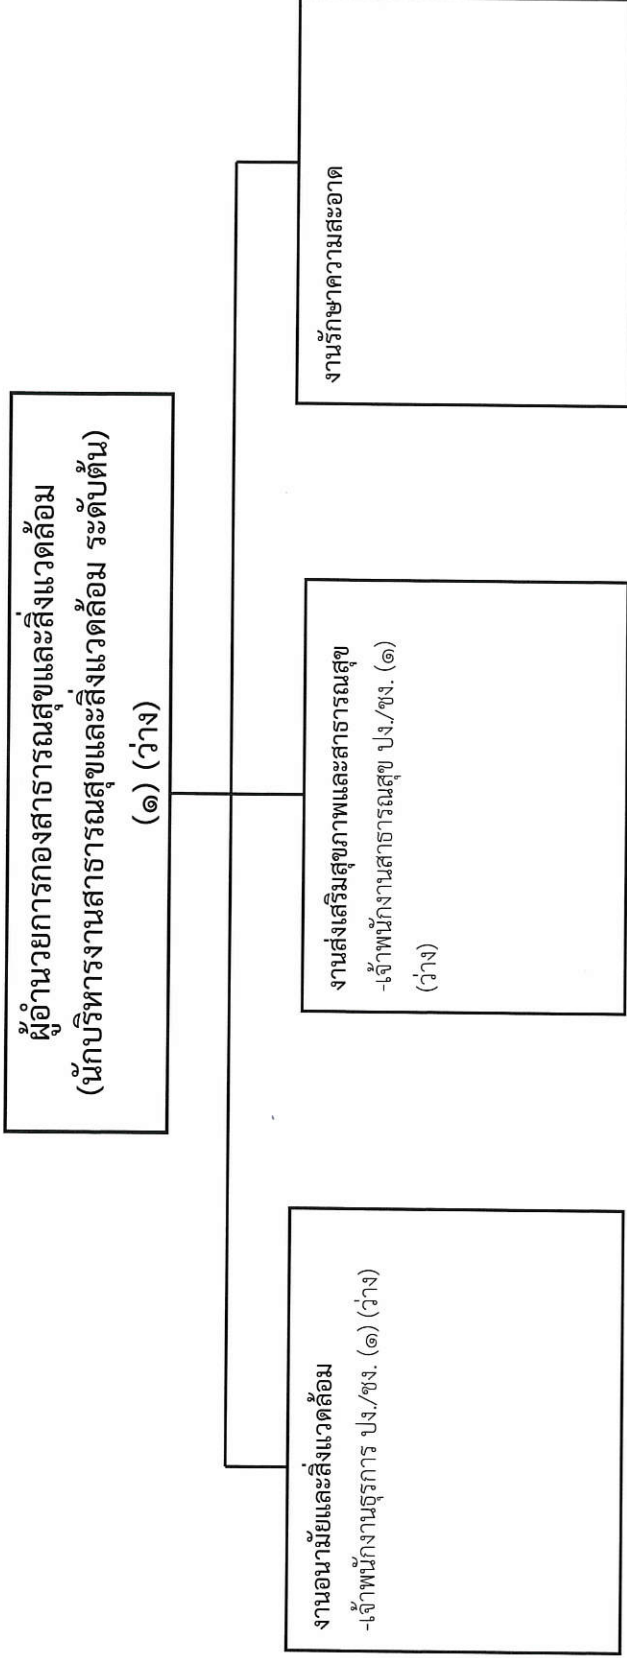 ผู้อำนวยการกองสาธารณสุขและสิ่งแวดล้อม
(นักบริหารงานสาธารณสุขและสิ่งแวดล้อม ระดับต้น)
(๑) (ว่าง)
งานอนามัยและสิ่งแวดล้อม
-เจ้าพนักงานธุรการ ปง./ชง. (๑) (ว่าง)
งานส่งเสริมสุขภาพและสาธารณสุข
-เจ้าพนักงานสาธารณสุข ปง./ชง. (๑)
(ว่าง)
งานรักษาความสะอาด